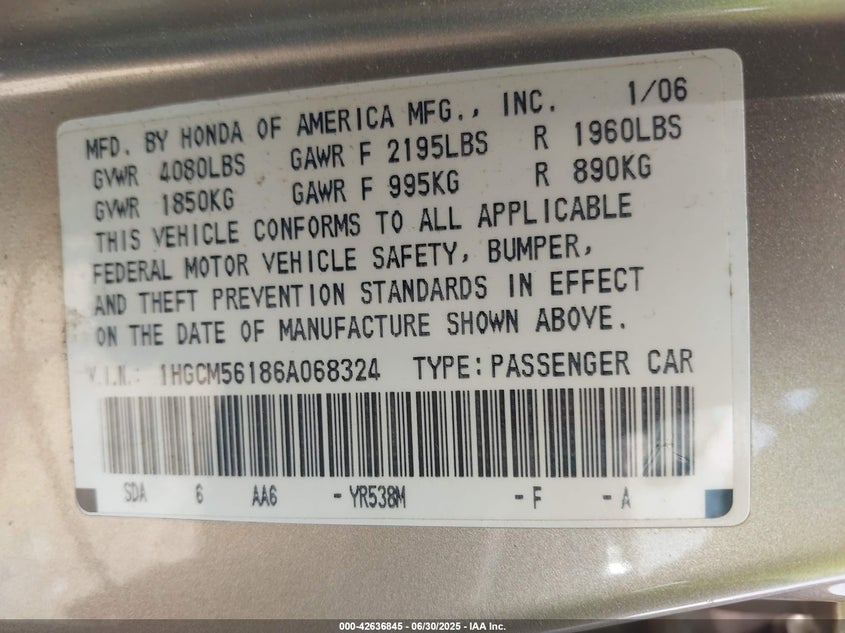 MFD. BY HONDA OF AMERICA MFG., INC. 1/06
GVWR 4080LBS GAWR F 2195LBS R 1960LBS
GVWR 1850KG GAWR F 995KG R 890KG
THIS VEHICLE CONFORMS TO ALL APPLICABLE
FEDERAL MOTOR VEHICLE SAFETY, BUMPER,
AND THEFT PREVENTION STANDARDS IN EFFECT
ON THE DATE OF MANUFACTURE SHOWN ABOVE.
V.I.N.: 1HGCM56186A068324 TYPE: PASSENGER CAR
SDA 6 AA6 - YR538M - F - A
000-42636845 - 06/30/2025 - IAA Inc.